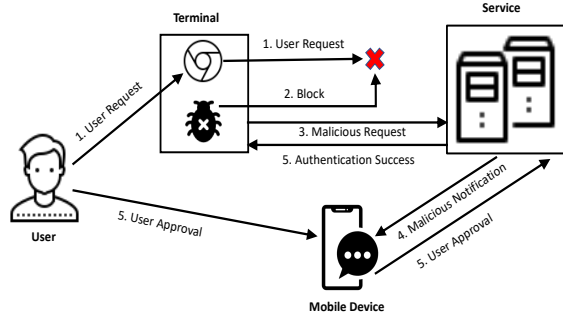 Terminal
Service
1. User Request
1. User Request
2. Block
3. Malicious Request
5. Authentication Success
User
5. User Approval
4. Malicious Notification
5. User Approval
Mobile Device